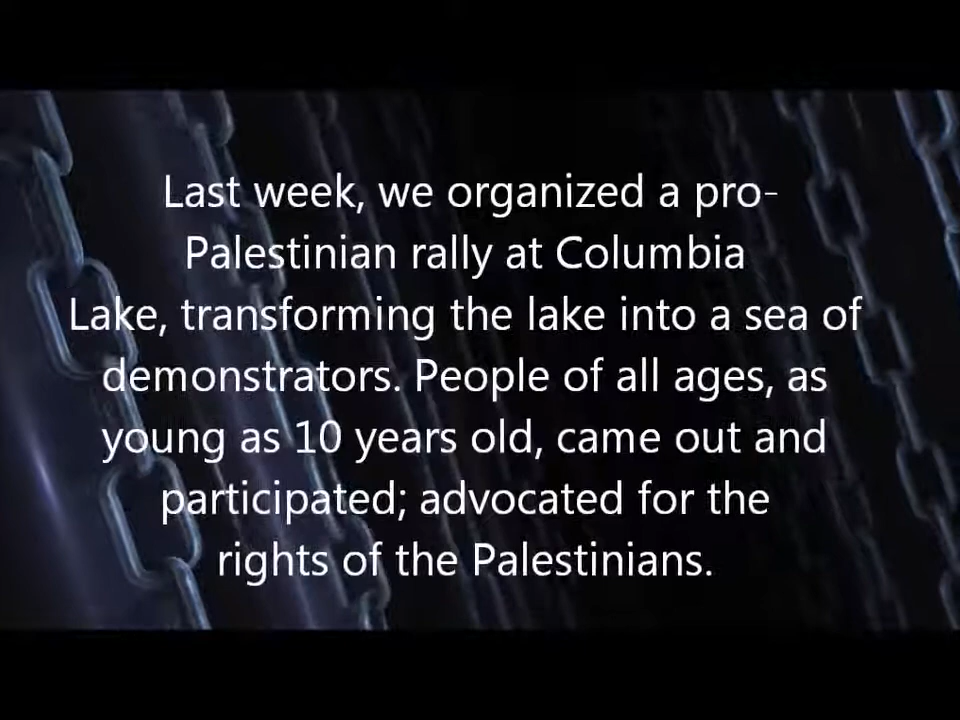 Last week, we organized a pro-
Palestinian rally at Columbia
Lake, transforming the lake into a sea of
demonstrators. People of all ages, as
young as 10 years old, came out and
participated; advocated for the
rights of the Palestinians.